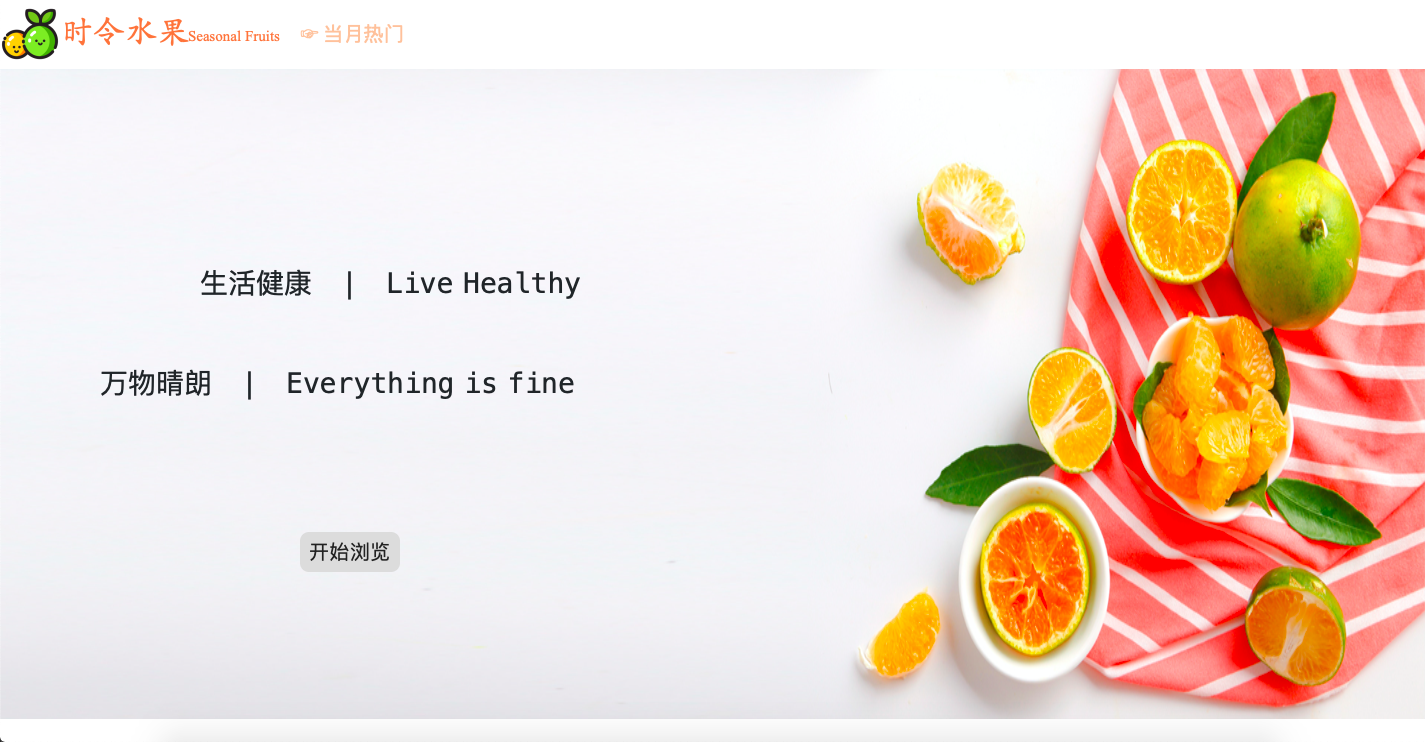 时令水果Seasonal Fruits ☞ 当月热门
生活健康 | Live Healthy
万物晴朗 | Everything is fine
开始浏览